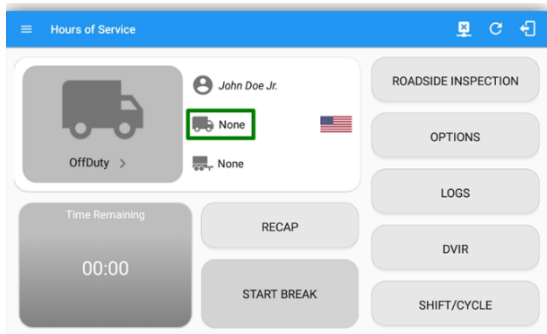 Hours of Service
John Doe Jr.
None
None
OffDuty >
Time Remaining
00:00
RECAP
START BREAK
ROADSIDE INSPECTION
OPTIONS
LOGS
DVIR
SHIFT/CYCLE